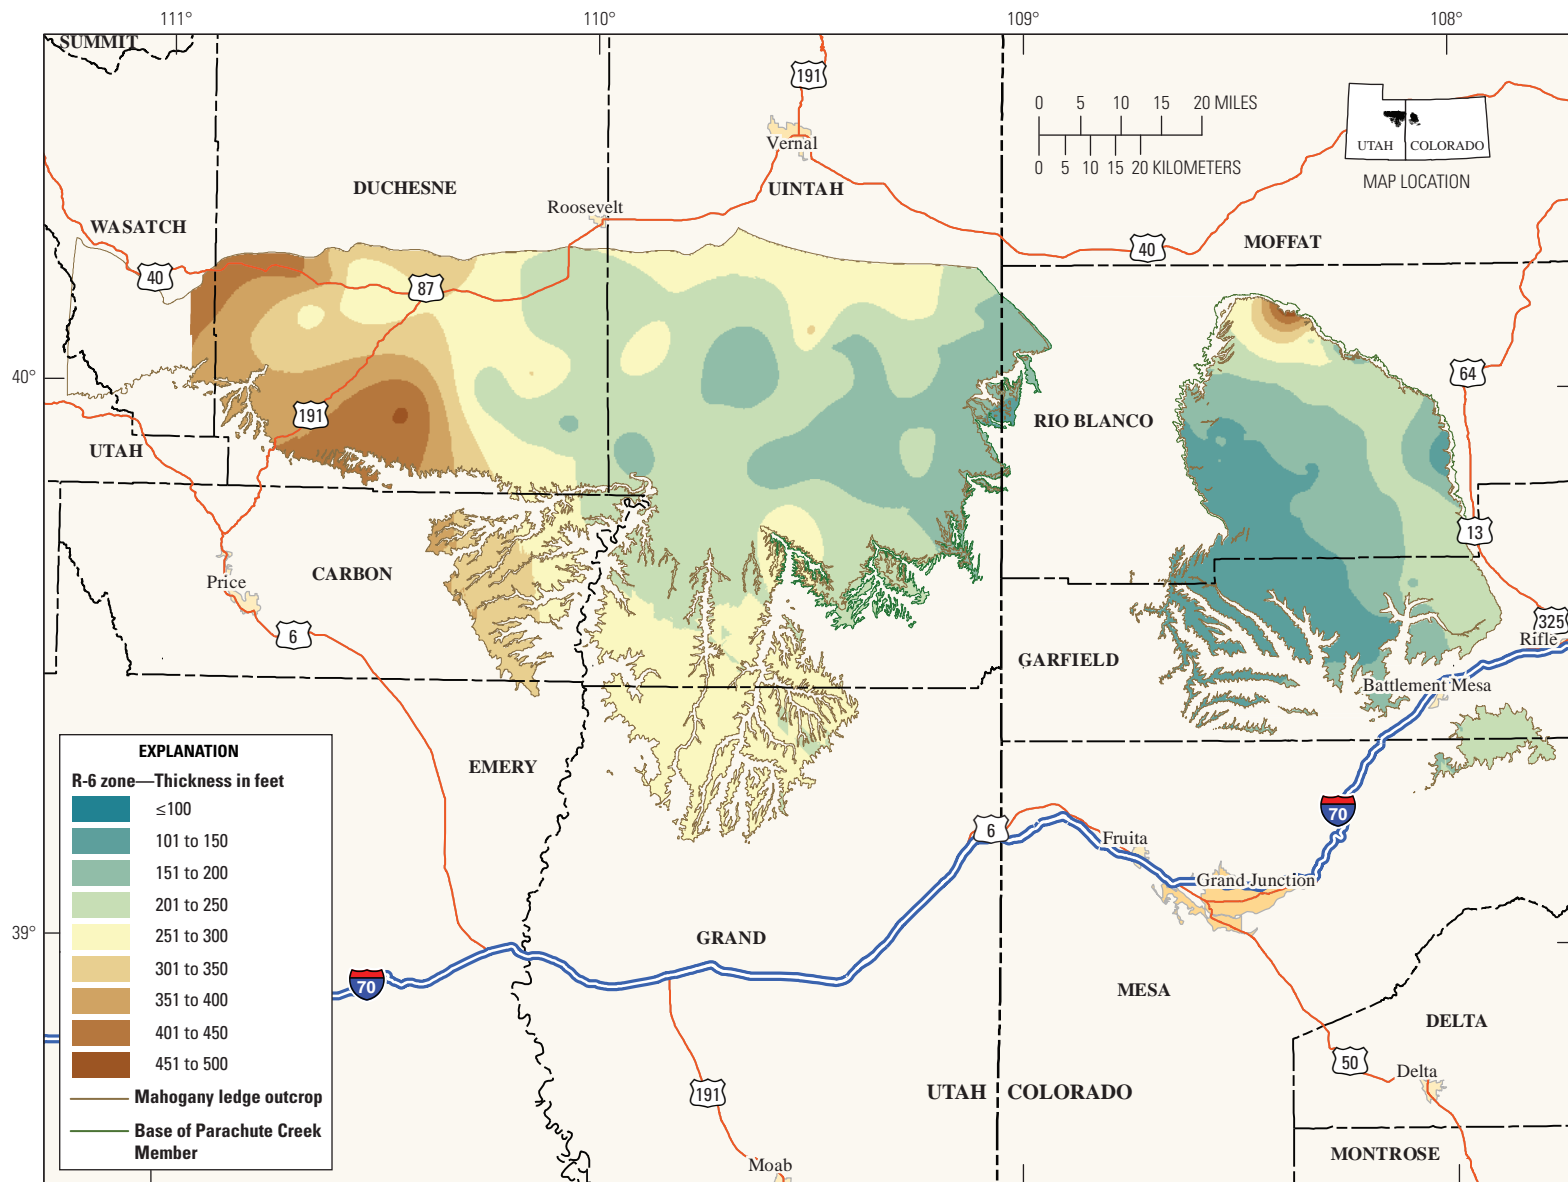 111°
110°
109°
108°
SUMMIT
191
0 5 10 15 20 MILES
0 5 10 15 20 KILOMETERS
UTAH
COLORADO
MAP LOCATION
Vernal
DUCHESNE
UINTAH
Roosevelt
WASATCH
MOFFAT
40
40
87
40°
64
191
RIO BLANCO
UTAH
13
CARBON
Price
6
325
Rifle
GARFIELD
Battlement Mesa
EMERY
EXPLANATION
R-6 zone—Thickness in feet
≤100
101 to 150
151 to 200
201 to 250
251 to 300
301 to 350
351 to 400
401 to 450
451 to 500
Mahogany ledge outcrop
Base of Parachute Creek
Member
70
6
Fruita
Grand Junction
39°
GRAND
70
MESA
DELTA
50
Delta
191
UTAH
COLORADO
MONTROSE
Moab